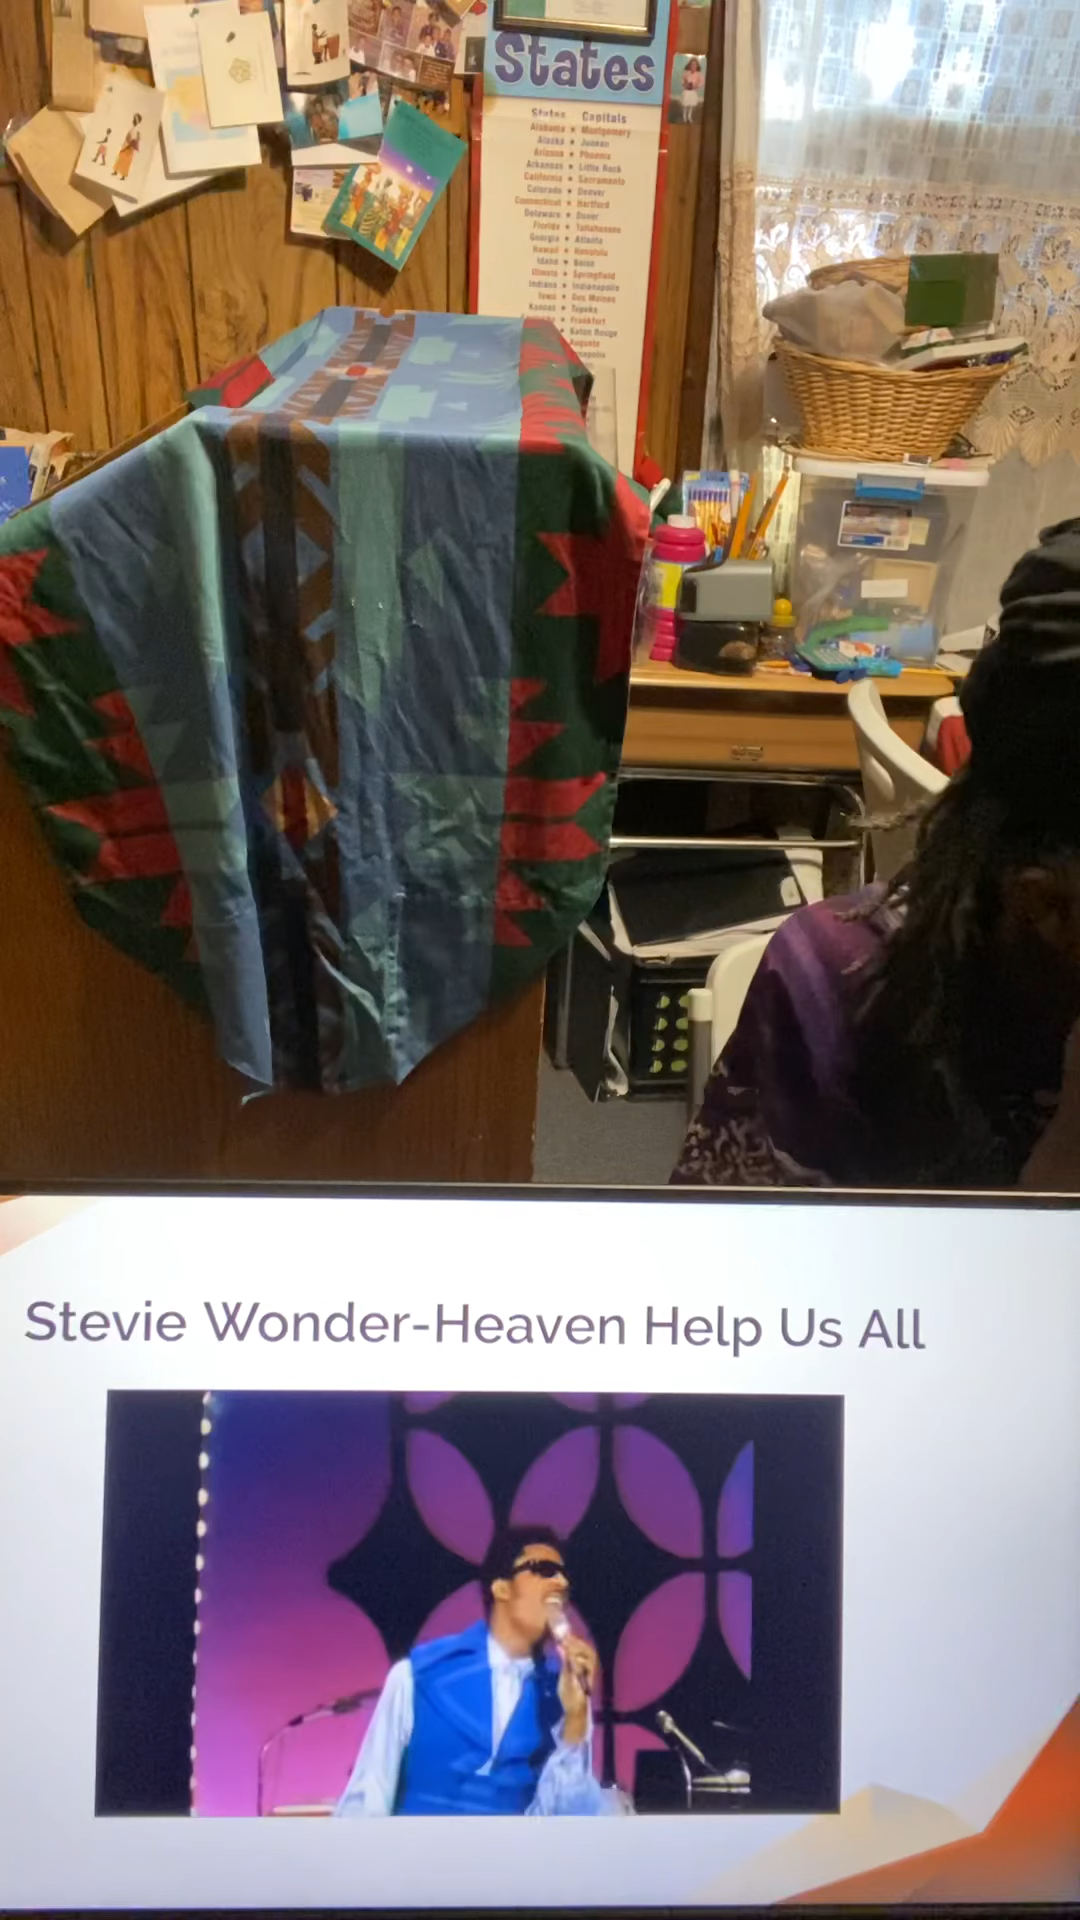 States
States Capitals
Alabama ★ Montgomery
Alaska ★ Juneau
Arizona ★ Phoenix
Arkansas ★ Little Rock
California ★ Sacramento
Colorado ★ Denver
Connecticut ★ Hartford
Delaware ★ Dover
Florida ★ Tallahassee
Georgia ★ Atlanta
Hawaii ★ Honolulu
Idaho ★ Boise
Illinois ★ Springfield
Indiana ★ Indianapolis
Iowa ★ Des Moines
Kansas ★ Topeka
★ Frankfort
★ Baton Rouge
Augusta
napolis
Stevie Wonder-Heaven Help Us All